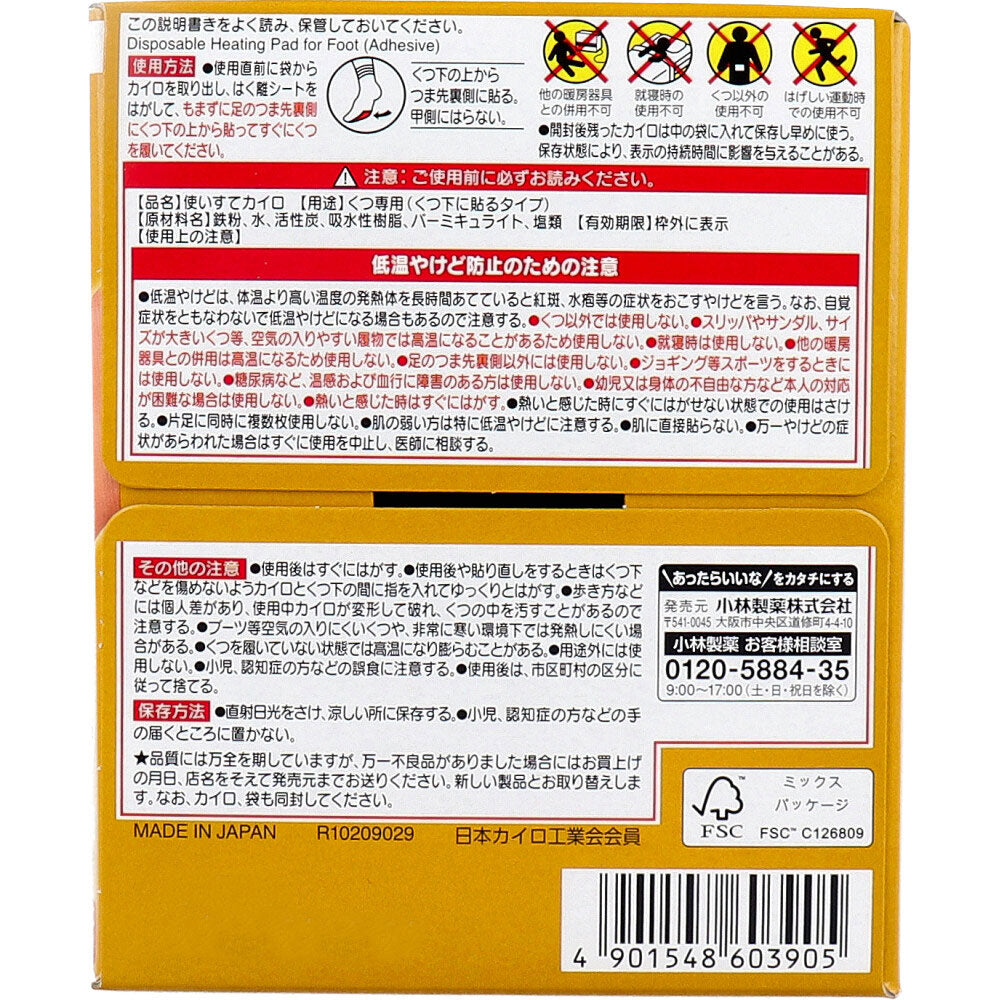 この説明書きをよく読み、保管しておいてください。
Disposable Heating Pad for Foot (Adhesive)
使用方法 ●使用直前に袋から
カイロを取り出し、はく離シートを
はがして、もまずに足のつま先裏側
にくつ下の上から貼ってすぐにくつ
を履いてください。
くつ下の上から
つま先裏側に貼る。
甲側にはらない。
他の暖房器具
との併用不可
就寝時の
使用不可
くつ以外の
使用不可
はげしい運動時
での使用不可
●開封後残ったカイロは中の袋に入れて保存し早めに使う。
保存状態により、表示の持続時間に影響を与えることがある。
注意：ご使用前に必ずお読みください。
【品名】使いすてカイロ 【用途】くつ専用（くつ下に貼るタイプ）
【原材料名】鉄粉、水、活性炭、吸水性樹脂、バーミキュライト、塩類 【有効期限】枠外に表示
【使用上の注意】
低温やけど防止のための注意
●低温やけどは、体温より高い温度の発熱体を長時間あてていると紅斑、水疱等の症状をおこすやけどを言う。なお、自覚
症状をともなわないで低温やけどになる場合もあるので注意する。●くつ以外では使用しない。●スリッパやサンダル、サイ
ズが大きいくつ等、空気の入りやすい履物では高温になることがあるため使用しない。●就寝時は使用しない。●他の暖房
器具との併用は高温になるため使用しない。●足のつま先裏側以外には使用しない。●ジョギング等スポーツをするときに
は使用しない。●糖尿病など、温感および血行に障害のある方は使用しない。●幼児又は身体の不自由な方など本人の対応
が困難な場合は使用しない。●熱いと感じた時はすぐにはがす。●熱いと感じた時にすぐにはがせない状態での使用はさけ
る。●片足に同時に複数枚使用しない。●肌の弱い方は特に低温やけどに注意する。●肌に直接貼らない。●万一やけどの症
状があらわれた場合はすぐに使用を中止し、医師に相談する。
その他の注意 ●使用後はすぐにはがす。●使用後や貼り直しをするときはくつ下
などを傷めないようカイロとくつ下の間に指を入れてゆっくりとはがす。●歩き方など
には個人差があり、使用中カイロが変形して破れ、くつの中を汚すことがあるので
注意する。●ブーツ等空気の入りにくいくつや、非常に寒い環境下では発熱しにくい場
合がある。●くつを履いていない状態では高温になり膨らむことがある。●用途外には使
用しない。●小児、認知症の方などの誤食に注意する。●使用後は、市区町村の区分に
従って捨てる。
保存方法 ●直射日光をさけ、涼しい所に保存する。●小児、認知症の方などの手
の届くところに置かない。
★品質には万全を期していますが、万一不良品がありました場合にはお買上げ
の月日、店名をそえて発売元までお送りください。新しい製品とお取り替えしま
す。なお、カイロ、袋も同封してください。
＼あったらいいな／をカタチにする
発売元 小林製薬株式会社
〒541-0045 大阪市中央区道修町4-4-10
小林製薬 お客様相談室
0120-5884-35
9:00～17:00（土・日・祝日を除く）
FSC
ミックス
パッケージ
FSC™ C126809
MADE IN JAPAN R10209029 日本カイロ工業会会員
4 901548 603905